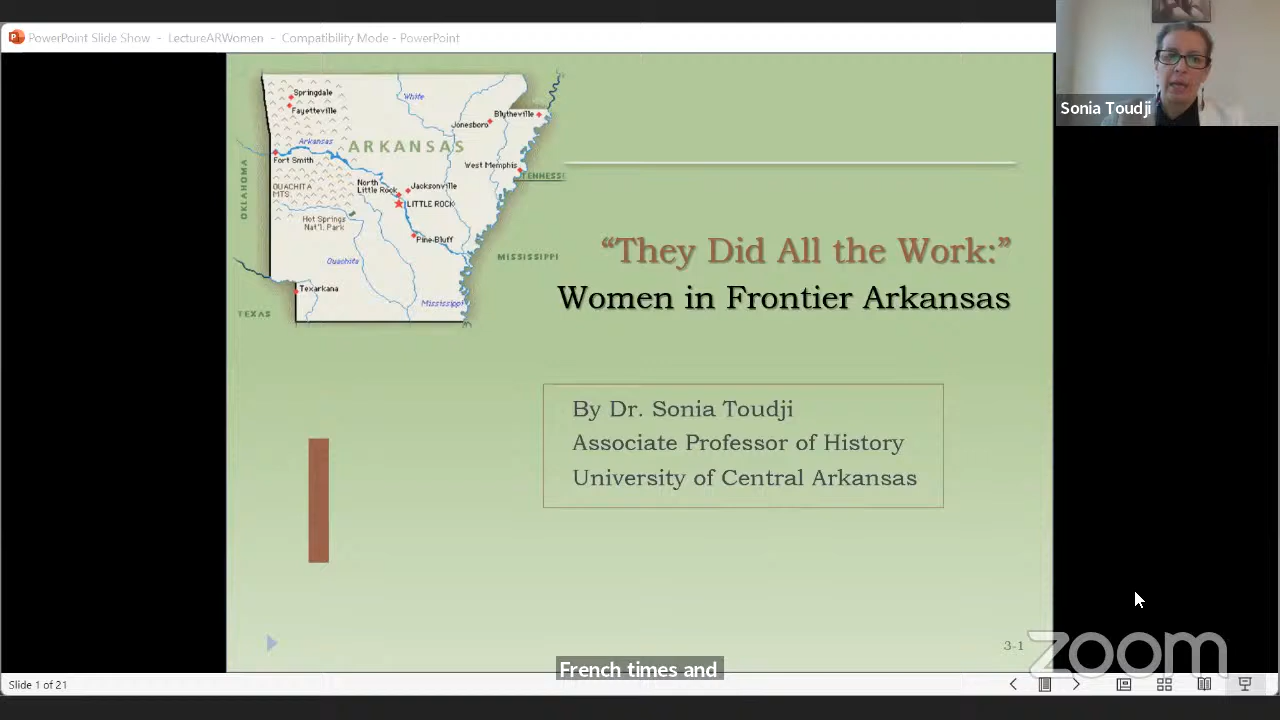 PowerPoint Slide Show - LectureARWomen - Compatibility Mode - PowerPoint
Sonia Toudji
Springdale
Fayetteville
White
Blytheville
Jonesboro
ARKANSAS
Arkansas
Fort Smith
West Memphis
TENNESS
OKLAHOMA
OUACHITA
MTS.
North
Little Rock
Jacksonville
LITTLE ROCK
Hot Springs
Nat'l. Park
Pine Bluff
MISSISSIPPI
Ouachita
Texarkana
Mississippi
TEXAS
“They Did All the Work:”
Women in Frontier Arkansas
By Dr. Sonia Toudji
Associate Professor of History
University of Central Arkansas
3-1
zoom
French times and
Slide 1 of 21